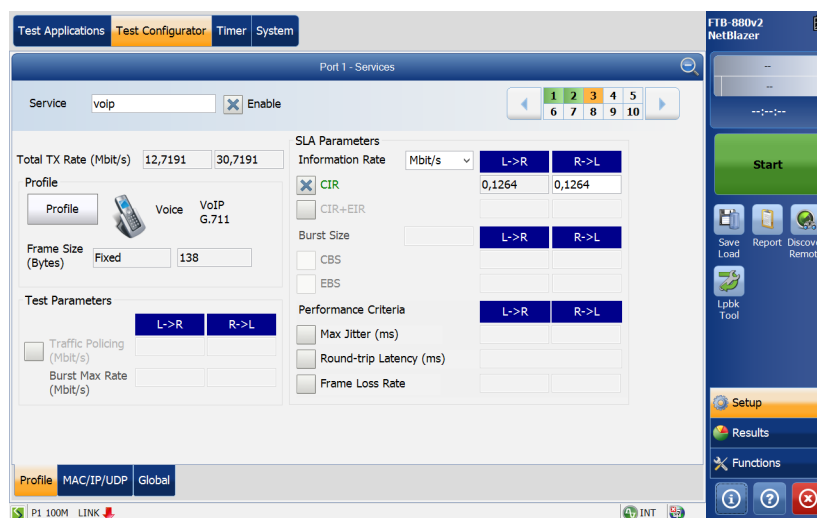 Test Applications Test Configurator Timer System
FTB-880v2
NetBlazer
Port 1 - Services
--
--
--:--:--
Service voip Enable
1 2 3 4 5
6 7 8 9 10
Start
Total TX Rate (Mbit/s) 12,7191 30,7191
SLA Parameters
Information Rate Mbit/s L->R R->L
CIR 0,1264 0,1264
CIR+EIR
Burst Size L->R R->L
CBS
EBS
Performance Criteria L->R R->L
Max Jitter (ms)
Round-trip Latency (ms)
Frame Loss Rate
Profile
Profile Voice VoIP
G.711
Frame Size
(Bytes) Fixed 138
Test Parameters
L->R R->L
Traffic Policing
(Mbit/s)
Burst Max Rate
(Mbit/s)
Save
Load
Report
Discove
Remot
Lpbk
Tool
Setup
Results
Functions
Profile MAC/IP/UDP Global
P1 100M LINK INT